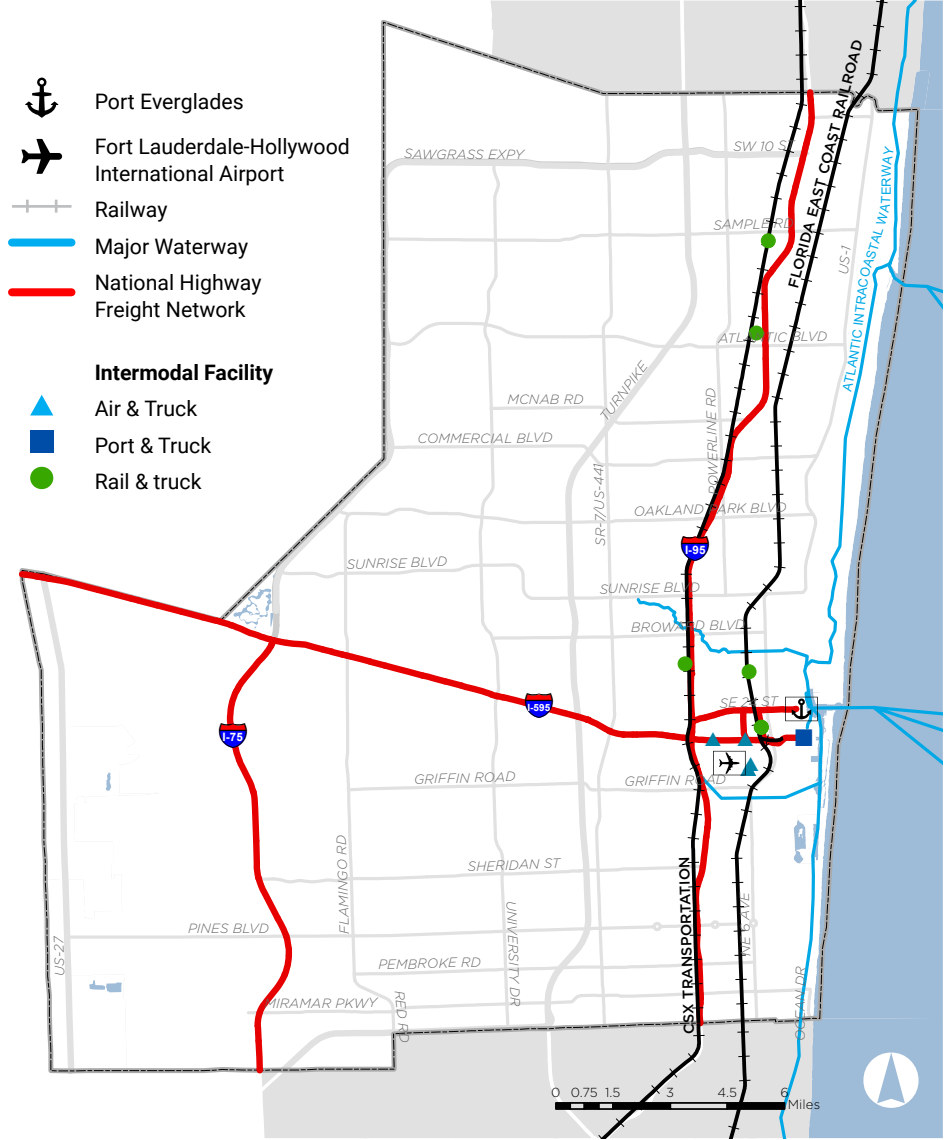 Port Everglades
Fort Lauderdale-Hollywood
International Airport
Railway
Major Waterway
National Highway
Freight Network
Intermodal Facility
Air & Truck
Port & Truck
Rail & truck
SAWGRASS EXPY
SW 10 S
SAMPLE RD
FLORIDA EAST COAST RAILROAD
US-1
ATLANTIC INTRACOASTAL WATERWAY
ATLANTIC BLVD
TURNPIKE
MCNAB RD
POWERLINE RD
COMMERCIAL BLVD
SR-7/US-441
OAKLAND PARK BLVD
I-95
SUNRISE BLVD
SUNRISE BLVD
BROWARD BLVD
I-595
SE 24 ST
I-75
GRIFFIN ROAD
GRIFFIN ROAD
FLAMINGO RD
SHERIDAN ST
CSX TRANSPORTATION
UNIVERSITY DR
NE 6 AVE
PINES BLVD
US-27
PEMBROKE RD
MIRAMAR PKWY
RED RD
OCEAN DR
0 0.75 1.5 3 4.5 6
Miles